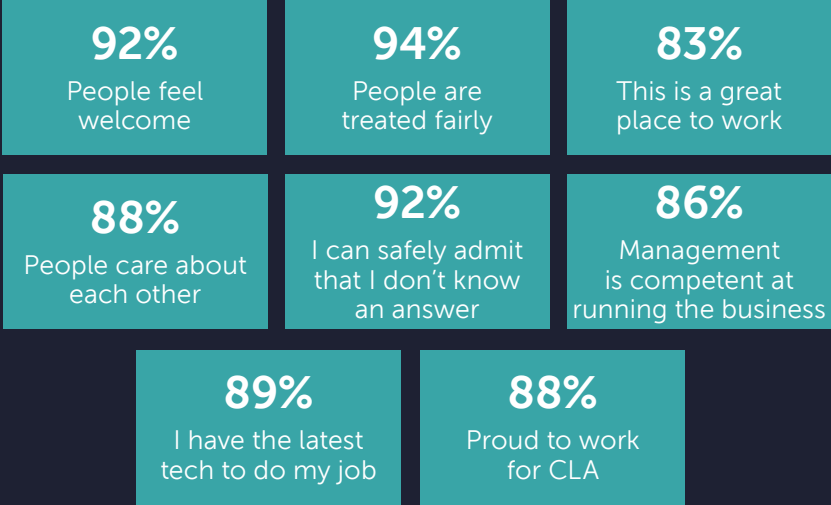 92%
People feel
welcome
94%
People are
treated fairly
83%
This is a great
place to work
88%
People care about
each other
92%
I can safely admit
that I don’t know
an answer
86%
Management
is competent at
running the business
89%
I have the latest
tech to do my job
88%
Proud to work
for CLA